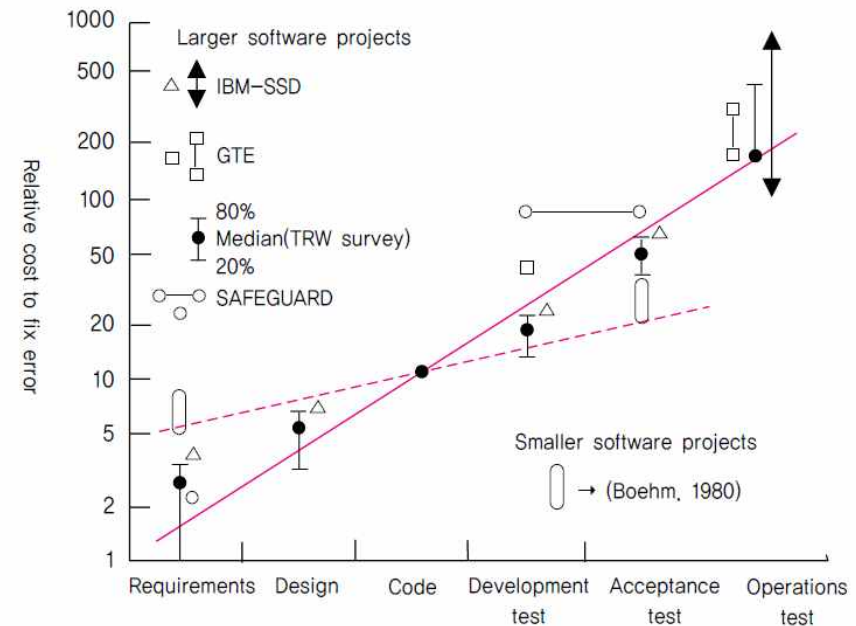 1000
500
200
100
50
20
10
5
2
1
Relative cost to fix error
Larger software projects
IBM-SSD
GTE
80%
Median(TRW survey)
20%
SAFEGUARD
Smaller software projects
→ (Boehm, 1980)
Requirements
Design
Code
Development
test
Acceptance
test
Operations
test